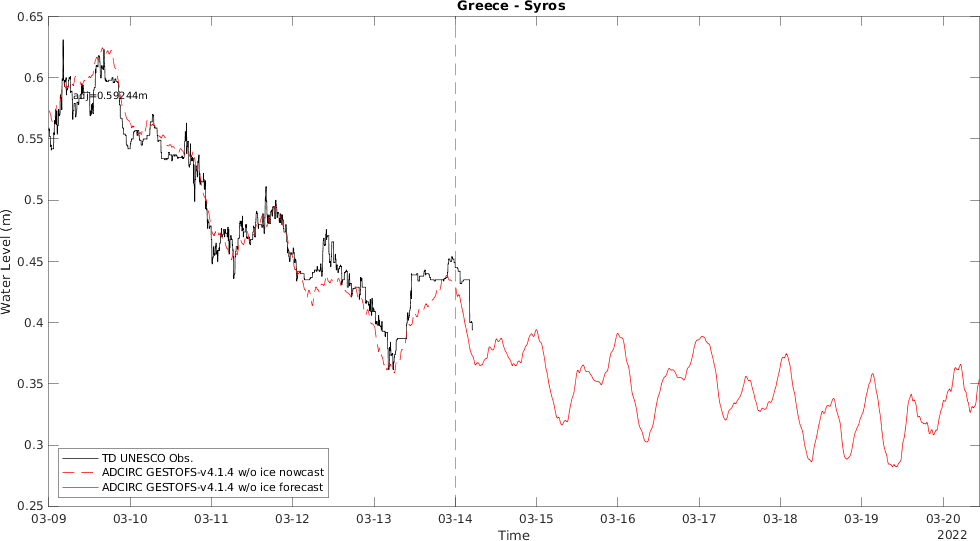 Greece - Syros
0.65
0.6
0.55
0.5
0.45
0.4
0.35
0.3
0.25
Water Level (m)
adj=0.59244m
TD UNESCO Obs.
ADCIRC GESTOFS-v4.1.4 w/o ice nowcast
ADCIRC GESTOFS-v4.1.4 w/o ice forecast
03-09 03-10 03-11 03-12 03-13 03-14 03-15 03-16 03-17 03-18 03-19 03-20
Time
2022